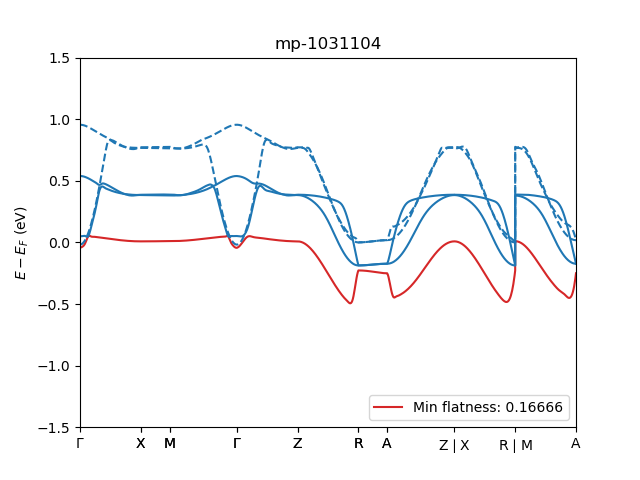 mp-1031104
E − E_F (eV)
1.5
1.0
0.5
0.0
−0.5
−1.0
−1.5
Min flatness: 0.16666
Γ X M Γ Z R A Z | X R | M A